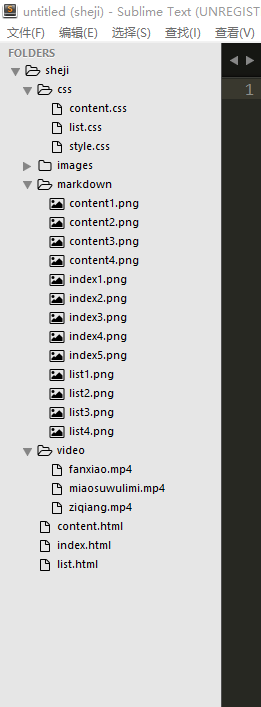 untitled (sheji) - Sublime Text (UNREGIST
文件(F) 编辑(E) 选择(S) 查找(I) 查看(V)
FOLDERS
sheji
css
content.css
list.css
style.css
images
markdown
content1.png
content2.png
content3.png
content4.png
index1.png
index2.png
index3.png
index4.png
index5.png
list1.png
list2.png
list3.png
list4.png
video
fanxiao.mp4
miaosuwulimi.mp4
ziqiang.mp4
content.html
index.html
list.html
1